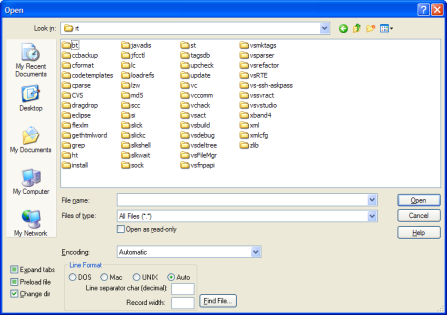 Open
Look in: rt
bt
ccbackup
cformat
codetemplates
cparse
CVS
dragdrop
eclipse
flexlm
gethtmlword
grep
ht
install
javadis
jfcctl
lc
loadrefs
lzw
md5
scc
si
slick
slickc
slkshell
slkwait
sock
st
tagsdb
upcheck
update
vc
vccomm
vchack
vsact
vsbuild
vsdebug
vsdeltree
vsFileMgr
vsfnpapi
vsmktags
vsparser
vsrefactor
vsRTE
vs-ssh-askpass
vssvract
vsvstudio
xband4
xml
xmlcfg
zlib
My Recent
Documents
Desktop
My Documents
My Computer
My Network
File name:
Open
Files of type: All Files (*.*)
Cancel
Open as read-only
Help
Encoding: Automatic
Expand tabs
Preload file
Change dir
Line Format
DOS Mac UNIX Auto
Line separator char (decimal):
Record width:
Find File...